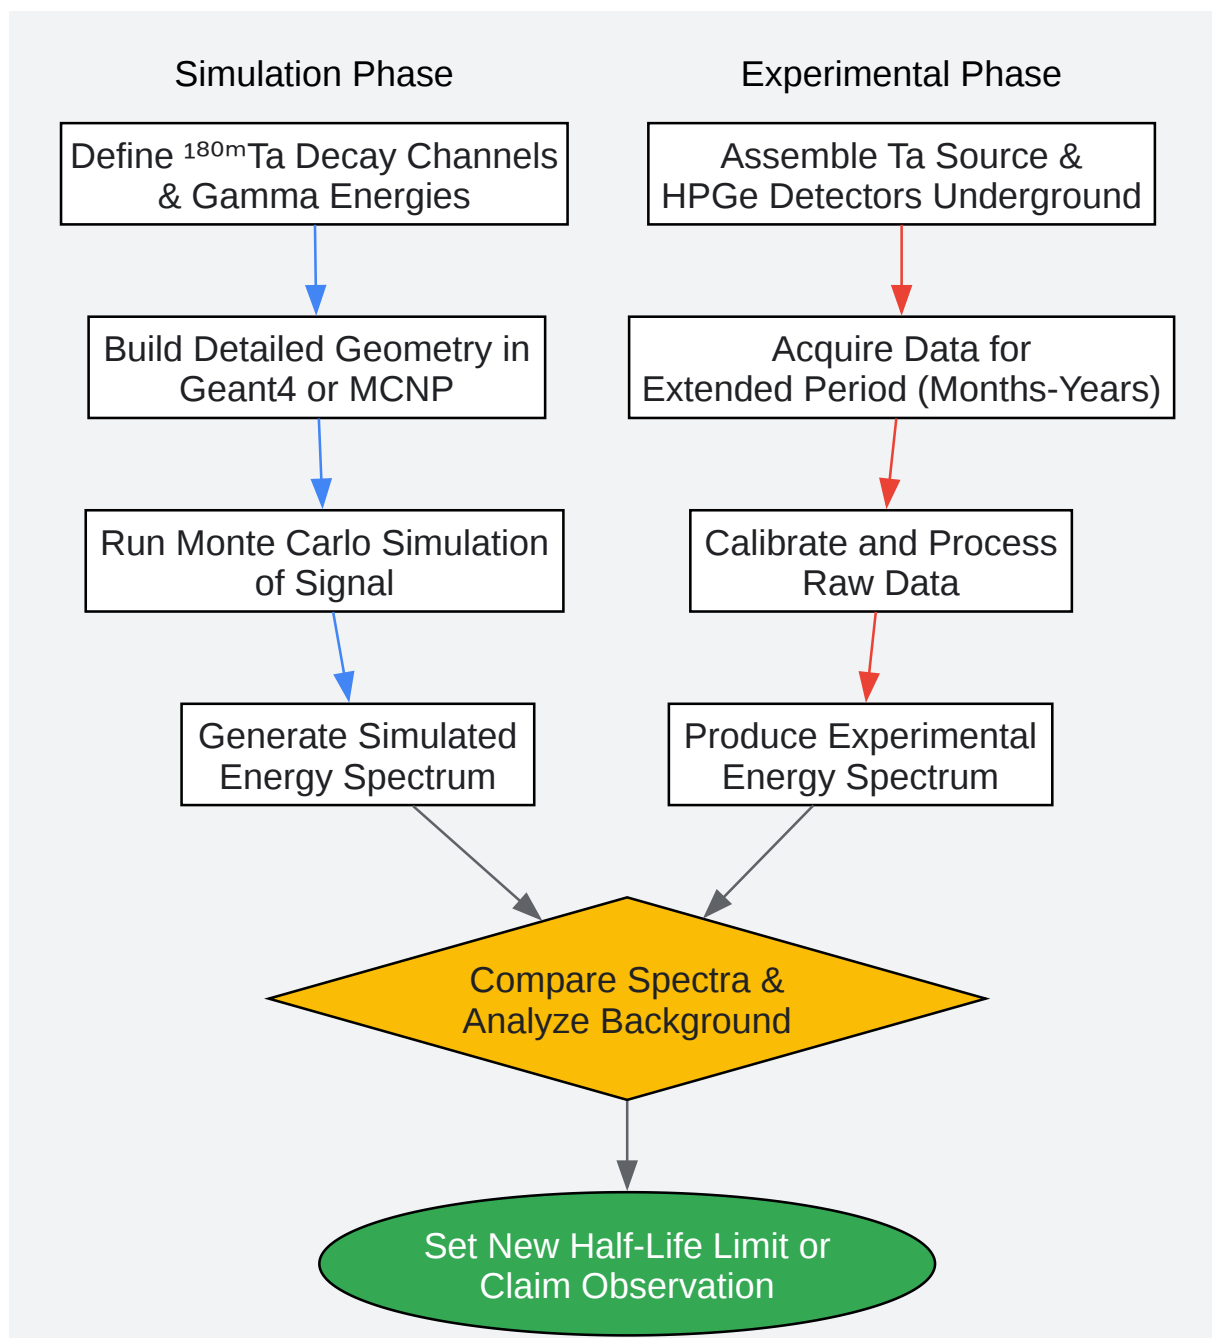 Simulation Phase
Define ¹⁸⁰ᵐTa Decay Channels
& Gamma Energies
Build Detailed Geometry in
Geant4 or MCNP
Run Monte Carlo Simulation
of Signal
Generate Simulated
Energy Spectrum
Experimental Phase
Assemble Ta Source &
HPGe Detectors Underground
Acquire Data for
Extended Period (Months-Years)
Calibrate and Process
Raw Data
Produce Experimental
Energy Spectrum
Compare Spectra &
Analyze Background
Set New Half-Life Limit or
Claim Observation